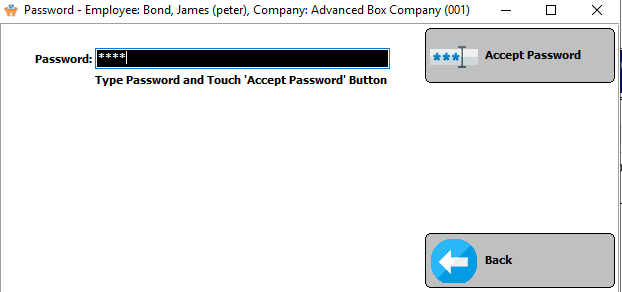 Password - Employee: Bond, James (peter), Company: Advanced Box Company (001)
Password: ****
Type Password and Touch 'Accept Password' Button
*** Accept Password
Back